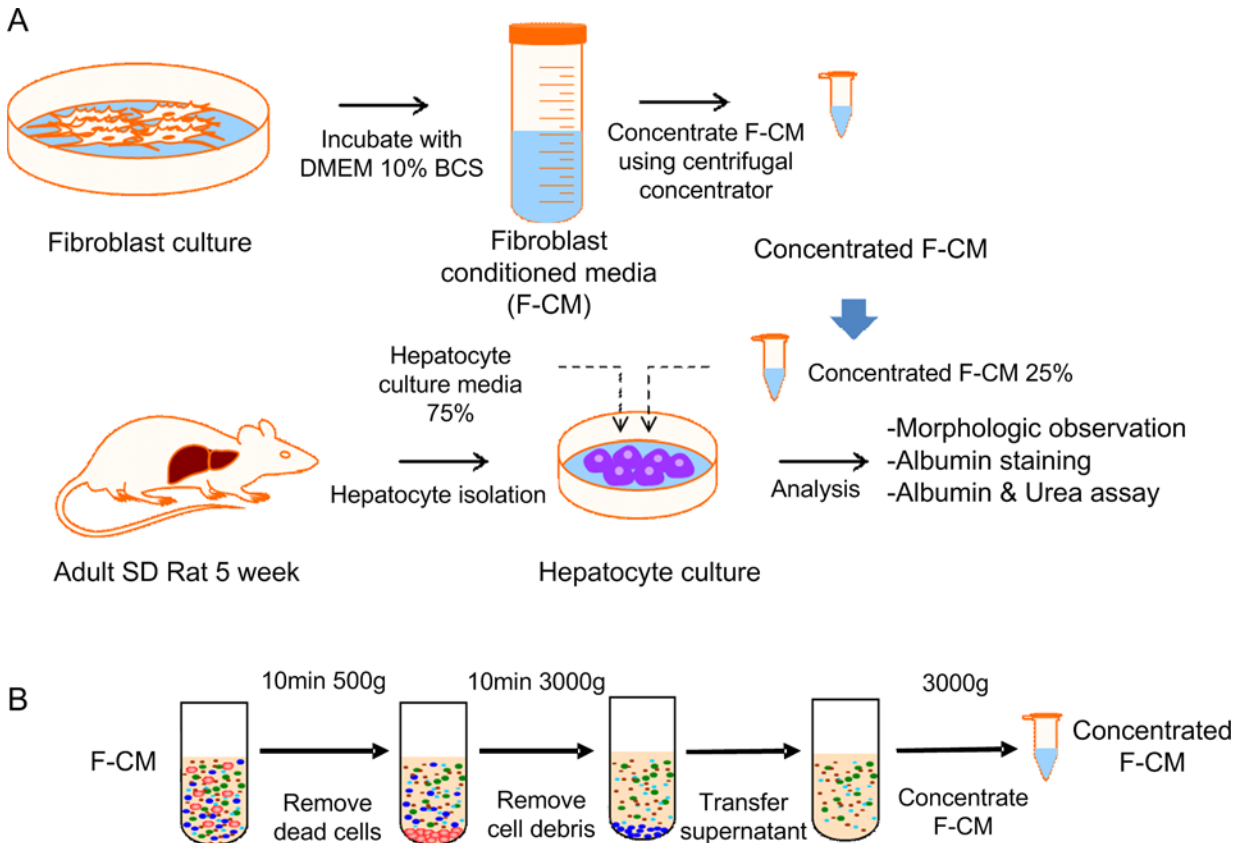 A
Incubate with
DMEM 10% BCS
Concentrate F-CM
using centrifugal
concentrator
Fibroblast culture
Fibroblast
conditioned media
(F-CM)
Concentrated F-CM
Hepatocyte
culture media
75%
Concentrated F-CM 25%
Hepatocyte isolation
Analysis
-Morphologic observation
-Albumin staining
-Albumin & Urea assay
Adult SD Rat 5 week
Hepatocyte culture
B
10min 500g
10min 3000g
3000g
F-CM
Remove
dead cells
Remove
cell debris
Transfer
supernatant
Concentrate
F-CM
Concentrated
F-CM